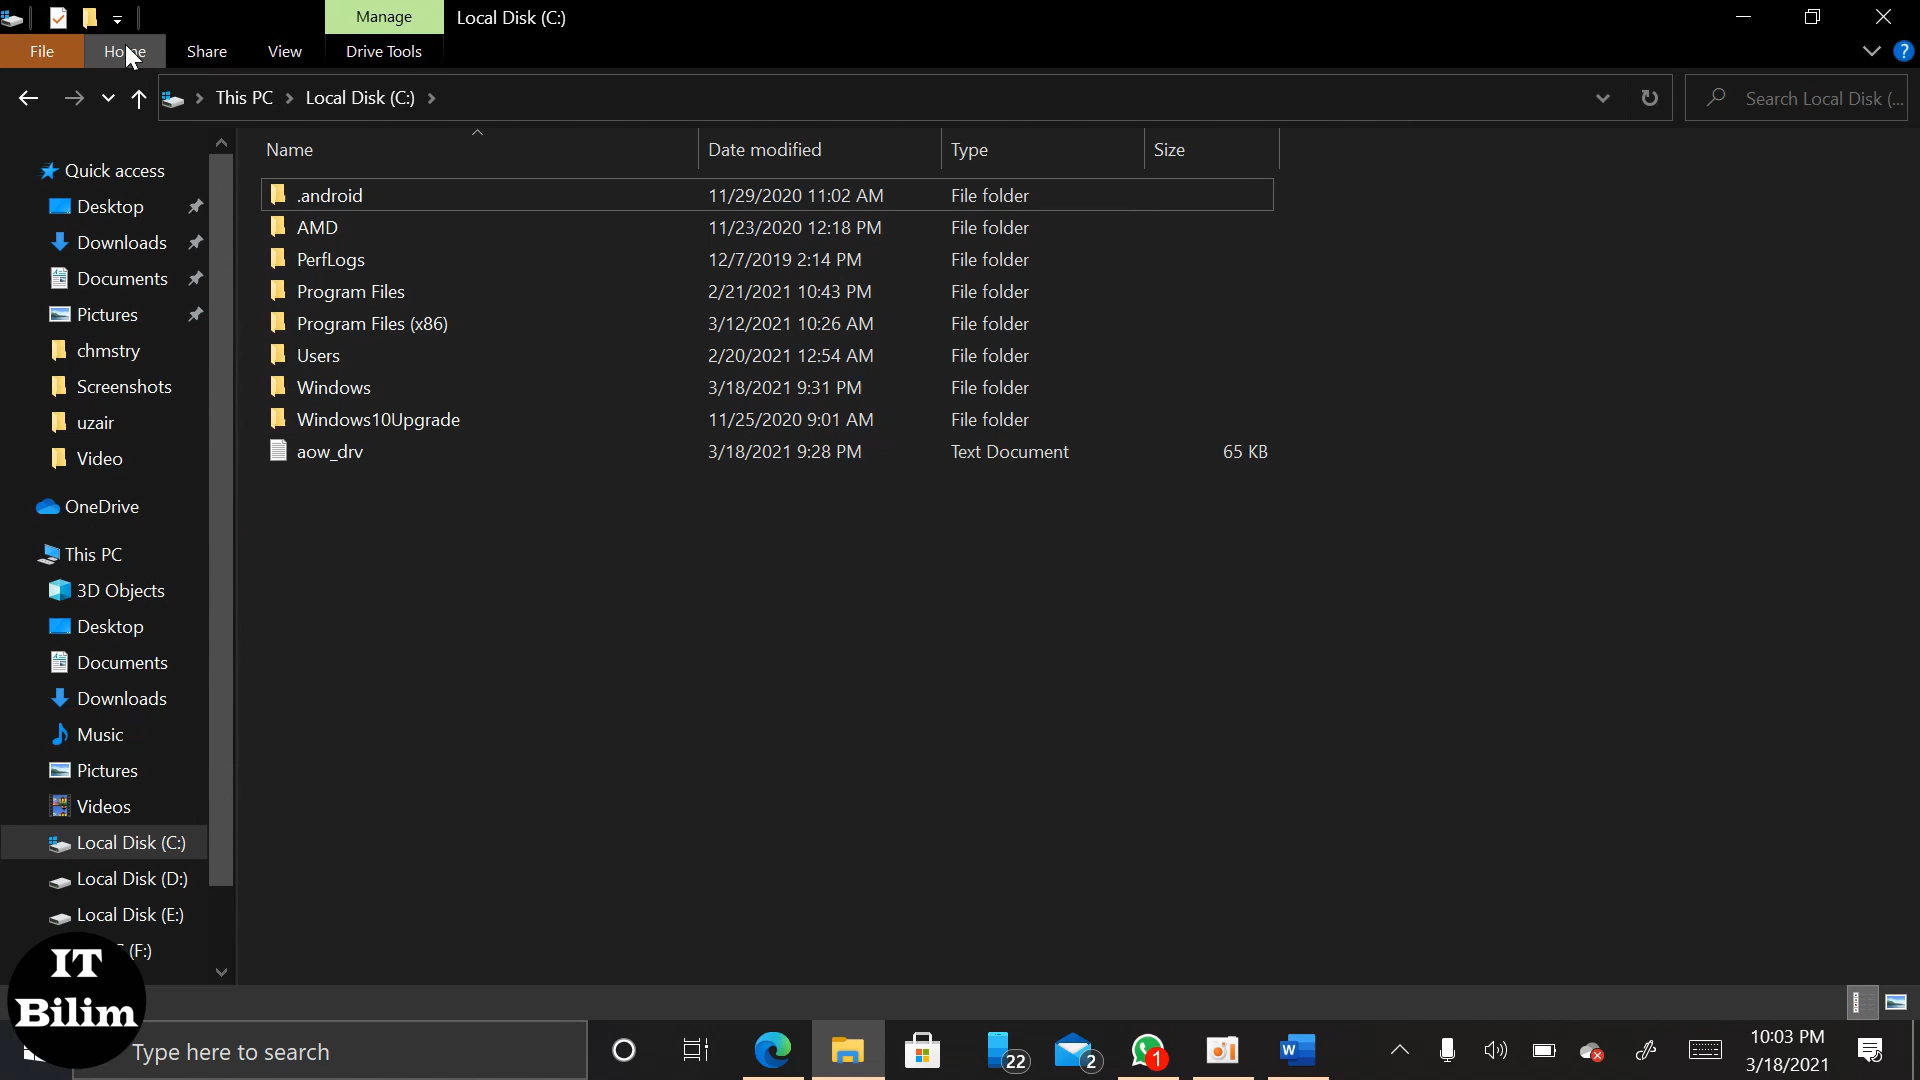 Manage
Local Disk (C:)
File
Home
Share
View
Drive Tools
?
This PC
Local Disk (C:)
Search Local Disk (...
Name
Date modified
Type
Size
.android 11/29/2020 11:02 AM File folder
AMD 11/23/2020 12:18 PM File folder
PerfLogs 12/7/2019 2:14 PM File folder
Program Files 2/21/2021 10:43 PM File folder
Program Files (x86) 3/12/2021 10:26 AM File folder
Users 2/20/2021 12:54 AM File folder
Windows 3/18/2021 9:31 PM File folder
Windows10Upgrade 11/25/2020 9:01 AM File folder
aow_drv 3/18/2021 9:28 PM Text Document 65 KB
Quick access
Desktop
Downloads
Documents
Pictures
chmstry
Screenshots
uzair
Video
OneDrive
This PC
3D Objects
Desktop
Documents
Downloads
Music
Pictures
Videos
Local Disk (C:)
Local Disk (D:)
Local Disk (E:)
(F:)
IT
Bilim
Type here to search
22
2
1
W
10:03 PM
3/18/2021